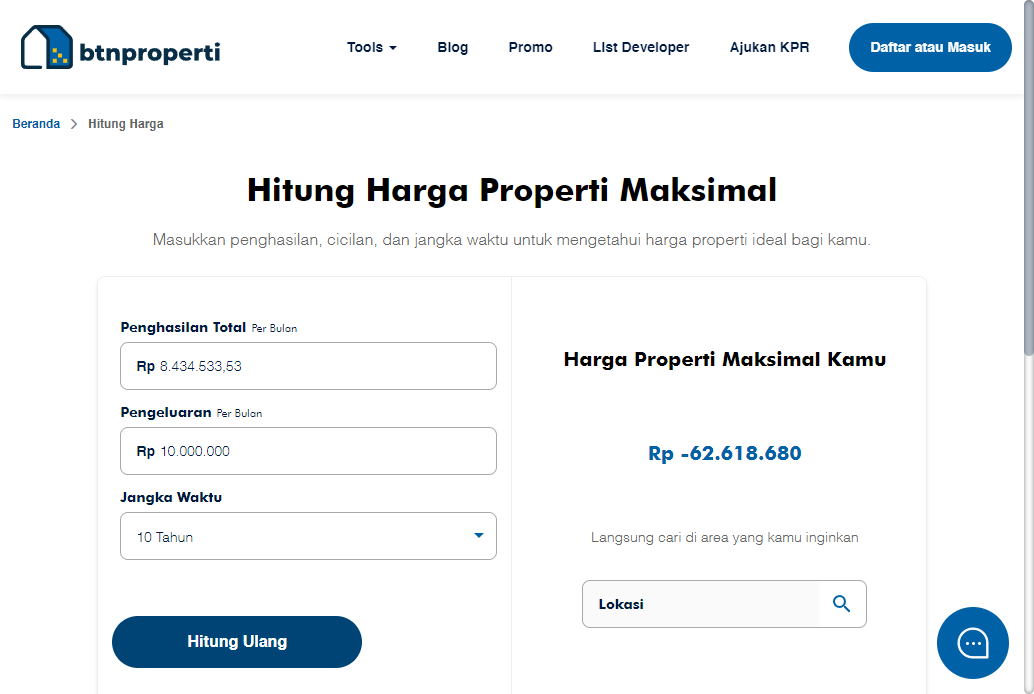 btnproperti
Tools
Blog
Promo
LIst Developer
Ajukan KPR
Daftar atau Masuk
Beranda
Hitung Harga
Hitung Harga Properti Maksimal
Masukkan penghasilan, cicilan, dan jangka waktu untuk mengetahui harga properti ideal bagi kamu.
Penghasilan Total Per Bulan
Rp 8.434.533,53
Pengeluaran Per Bulan
Rp 10.000.000
Jangka Waktu
10 Tahun
Hitung Ulang
Harga Properti Maksimal Kamu
Rp -62.618.680
Langsung cari di area yang kamu inginkan
Lokasi